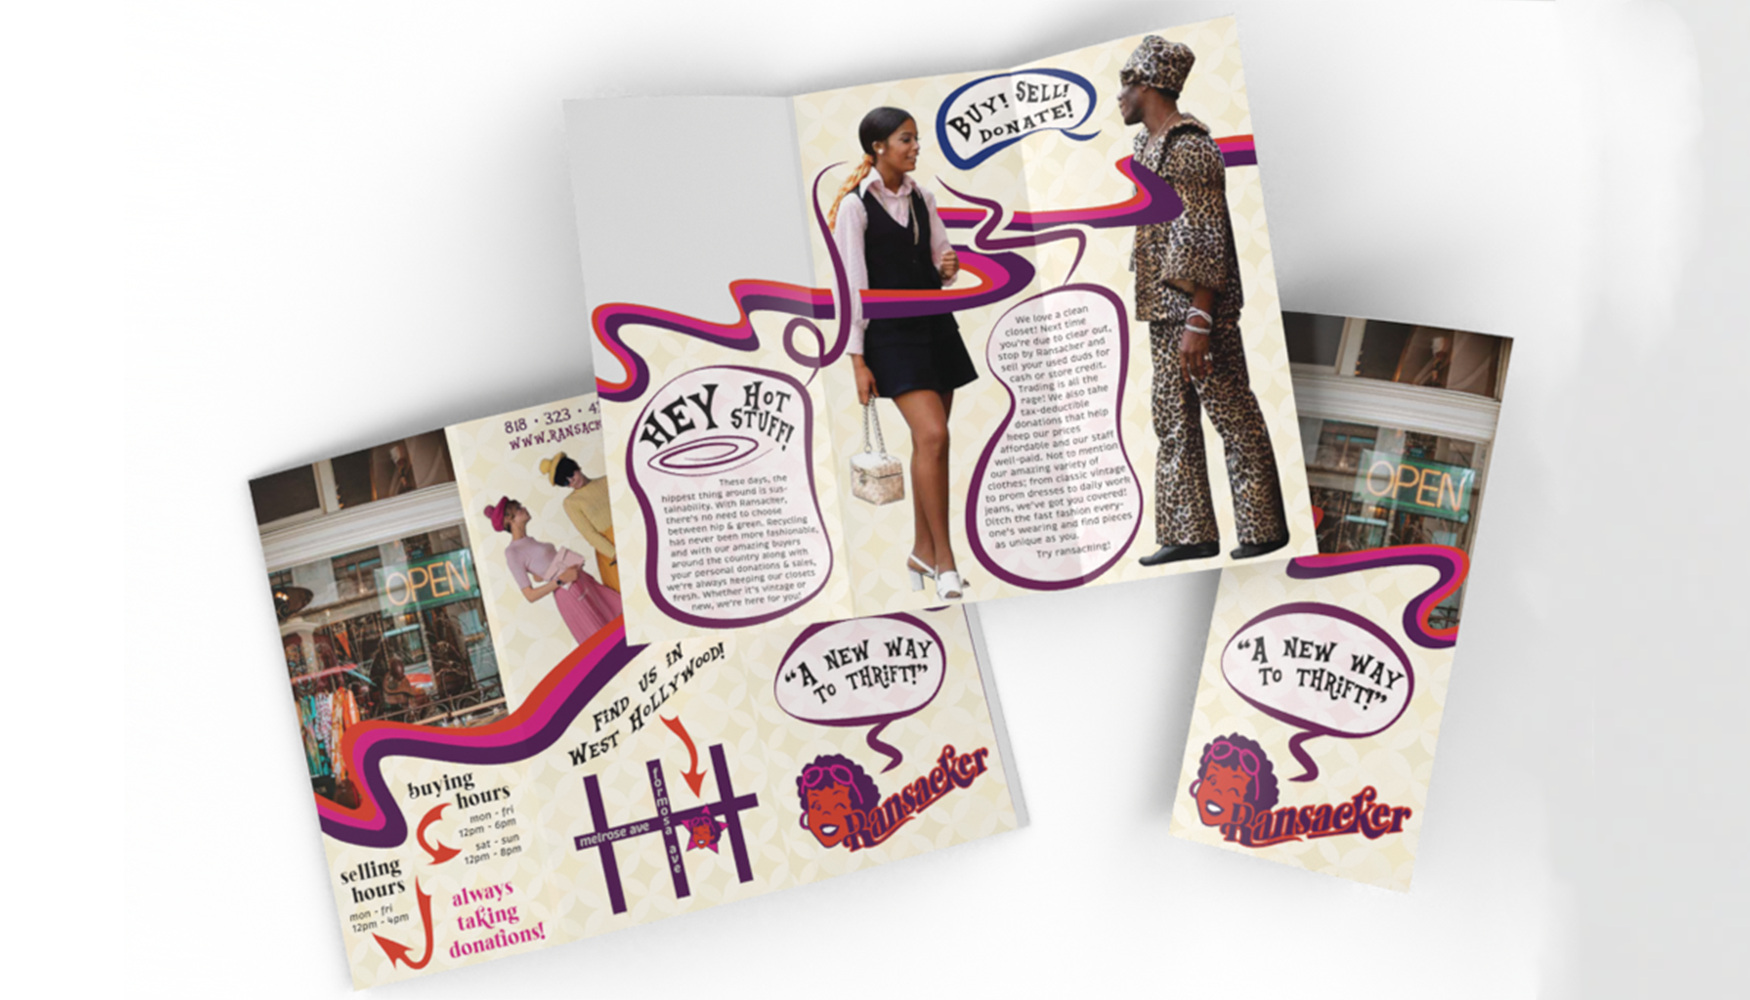 BUY! SELL!
DONATE!
HEY HOT
STUFF!
These days, the
hippest thing around is sus-
tainability. With Ransacker,
there's no need to choose
between hip & green. Recycling
has never been more fashionable,
and with our amazing buyers
around the country along with
your personal donations & sales,
we're always keeping our closets
fresh. Whether it's vintage or
new, we're here for you!
We love a clean
closet! Next time
you're due to clear out,
stop by Ransacker and
sell your used duds for
cash or store credit.
Trading is all the
rage! We also take
tax-deductible
donations that help
keep our prices
affordable and our staff
well-paid. Not to mention
our amazing variety of
clothes; from classic vintage
to prom dresses to daily work
jeans, we've got you covered!
Ditch the fast fashion every-
one's wearing and find pieces
as unique as you.
Try ransacking!
818 · 323 ·
WWW.RANSACK
OPEN
buying
hours
mon - fri
12pm - 6pm
sat - sun
12pm - 8pm
selling
hours
mon - fri
12pm - 4pm
always
taking
donations!
FIND US IN
WEST HOLLYWOOD!
melrose ave
formosa ave
"A NEW WAY
TO THRIFT!"
Ransacker
OPEN
"A NEW WAY
TO THRIFT!"
Ransacker